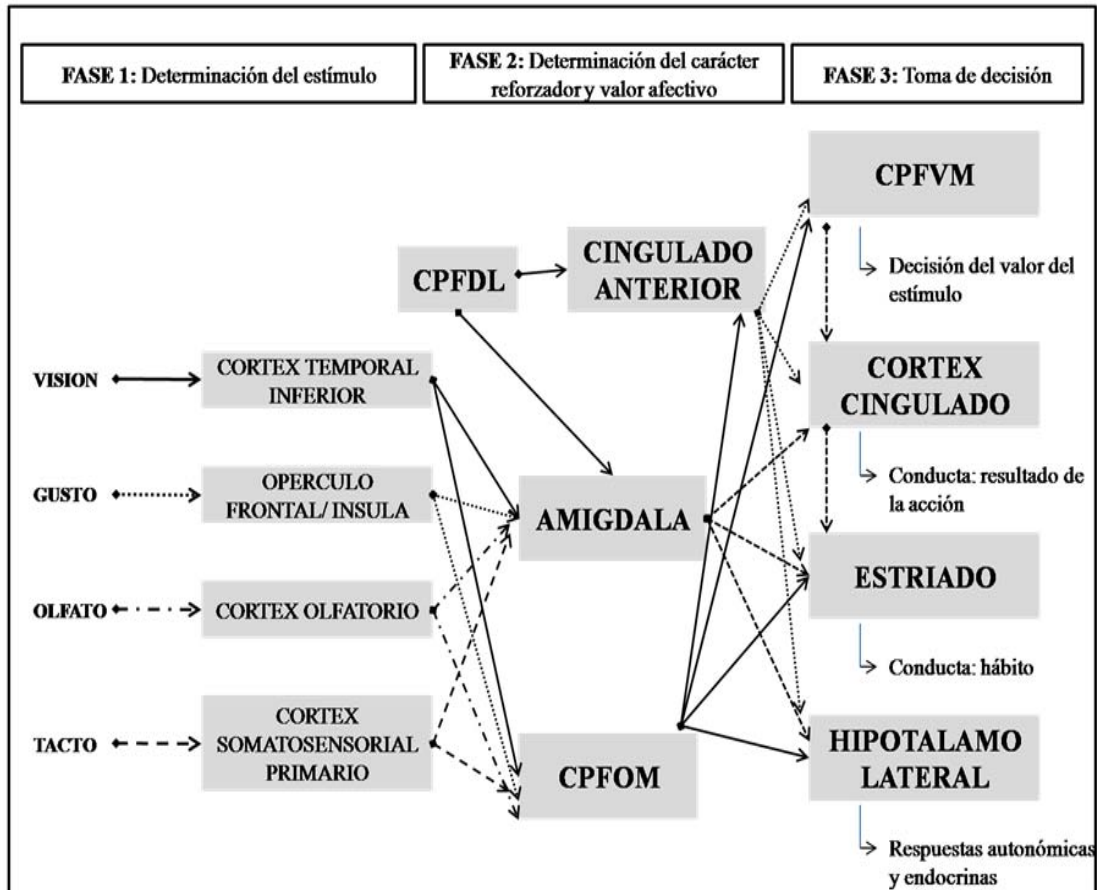 FASE 1: Determinación del estímulo
FASE 2: Determinación del carácter
reforzador y valor afectivo
FASE 3: Toma de decisión
VISION
GUSTO
OLFATO
TACTO
CORTEX TEMPORAL
INFERIOR
OPERCULO
FRONTAL/ INSULA
CORTEX OLFATORIO
CORTEX
SOMATOSENSORIAL
PRIMARIO
CPFDL
CINGULADO
ANTERIOR
AMIGDALA
CPFOM
CPFVM
Decisión del valor del
estímulo
CORTEX
CINGULADO
Conducta: resultado de
la acción
ESTRIADO
Conducta: hábito
HIPOTALAMO
LATERAL
Respuestas autonómicas
y endocrinas